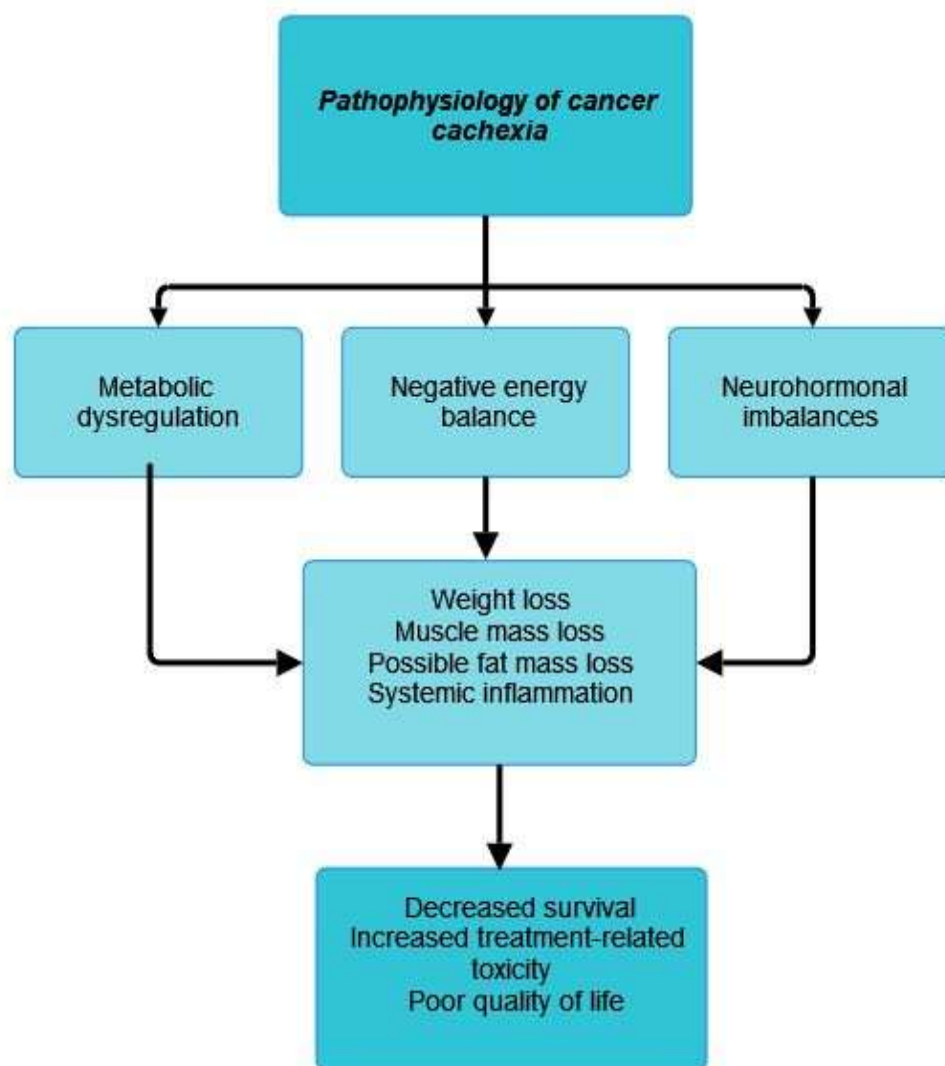 Pathophysiology of cancer
cachexia
Metabolic
dysregulation
Negative energy
balance
Neurohormonal
imbalances
Weight loss
Muscle mass loss
Possible fat mass loss
Systemic inflammation
Decreased survival
Increased treatment-related
toxicity
Poor quality of life